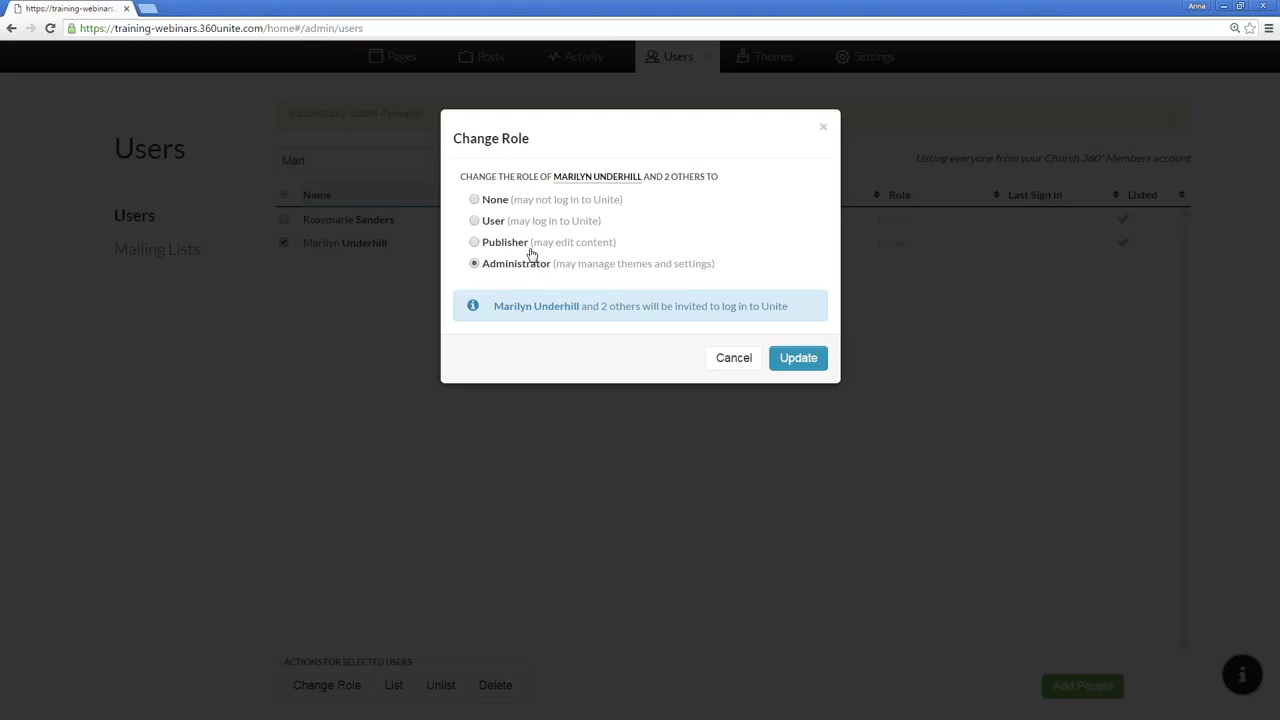 https://training-webinars. ×
Anna
https://training-webinars.360unite.com/home#/admin/users
Pages Posts Activity Users × Themes Settings
Successfully added 4 people!
Users
Mari
Listing everyone from your Church 360° Members account
Name Role Last Sign in Listed
Users
Mailing Lists
Rosemarie Sanders
Marilyn Underhill
Change Role ×
CHANGE THE ROLE OF MARILYN UNDERHILL AND 2 OTHERS TO
None (may not log in to Unite)
User (may log in to Unite)
Publisher (may edit content)
Administrator (may manage themes and settings)
Marilyn Underhill and 2 others will be invited to log in to Unite
Cancel Update
ACTIONS FOR SELECTED USERS
Change Role List Unlist Delete
Add People